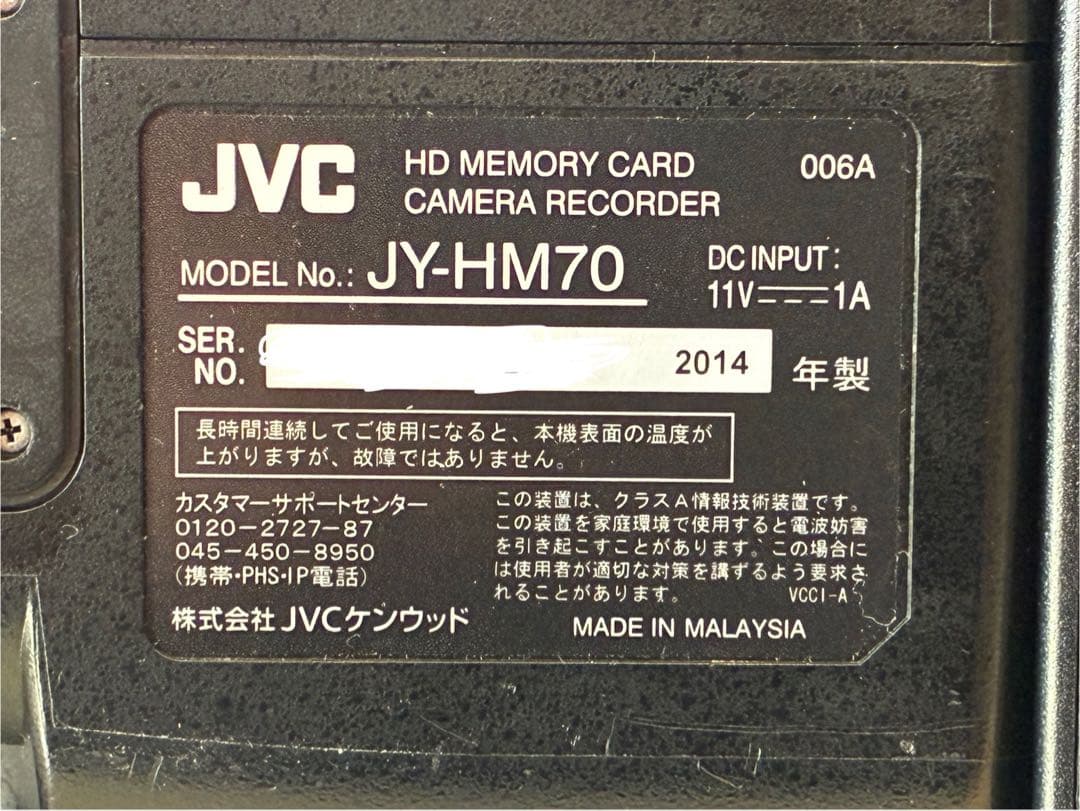 JVC
HD MEMORY CARD
CAMERA RECORDER
006A
MODEL No.: JY-HM70
DC INPUT:
11V⎓1A
SER.
NO.
2014 年製
長時間連続してご使用になると、本機表面の温度が
上がりますが、故障ではありません。
カスタマーサポートセンター
0120-2727-87
045-450-8950
(携帯・PHS・IP電話)
株式会社 JVCケンウッド
この装置は、クラスA情報技術装置です。
この装置を家庭環境で使用すると電波妨害
を引き起こすことがあります。この場合に
は使用者が適切な対策を講ずるよう要求さ
れることがあります。 VCCI-A
MADE IN MALAYSIA